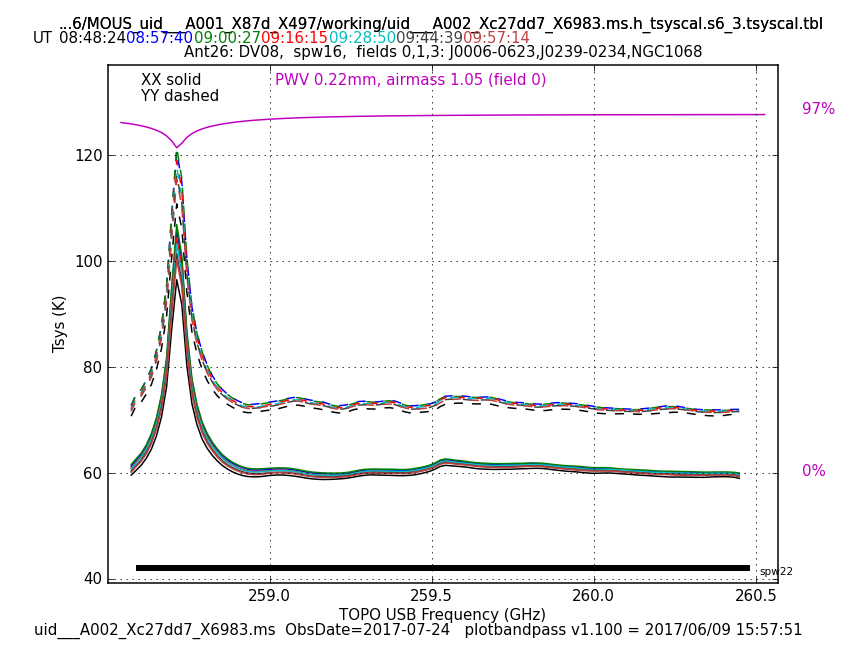 ...6/MOUS_uid___A001_X87d_X497/working/uid___A002_Xc27dd7_X6983.ms.h_tsyscal.s6_3.tsyscal.tbl
UT 08:48:24 08:57:40 09:00:27 09:16:15 09:28:50 09:44:39 09:57:14
Ant26: DV08,  spw16,  fields 0,1,3: J0006-0623,J0239-0234,NGC1068
XX solid
PWV 0.22mm, airmass 1.05 (field 0)
YY dashed
97%
120
100
Tsys (K)
80
60
0%
40
spw22
259.0
259.5
260.0
260.5
TOPO USB Frequency (GHz)
uid___A002_Xc27dd7_X6983.ms  ObsDate=2017-07-24   plotbandpass v1.100 = 2017/06/09 15:57:51